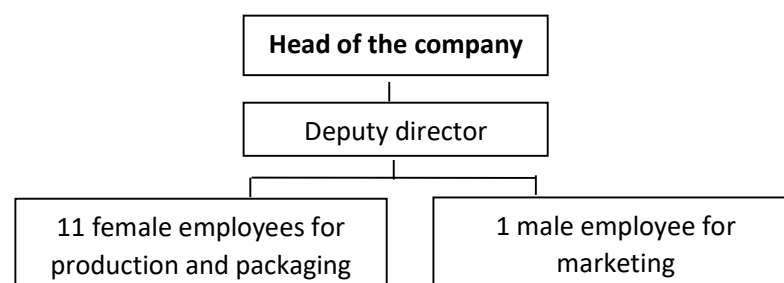 Head of the company
Deputy director
11 female employees for
production and packaging
1 male employee for
marketing